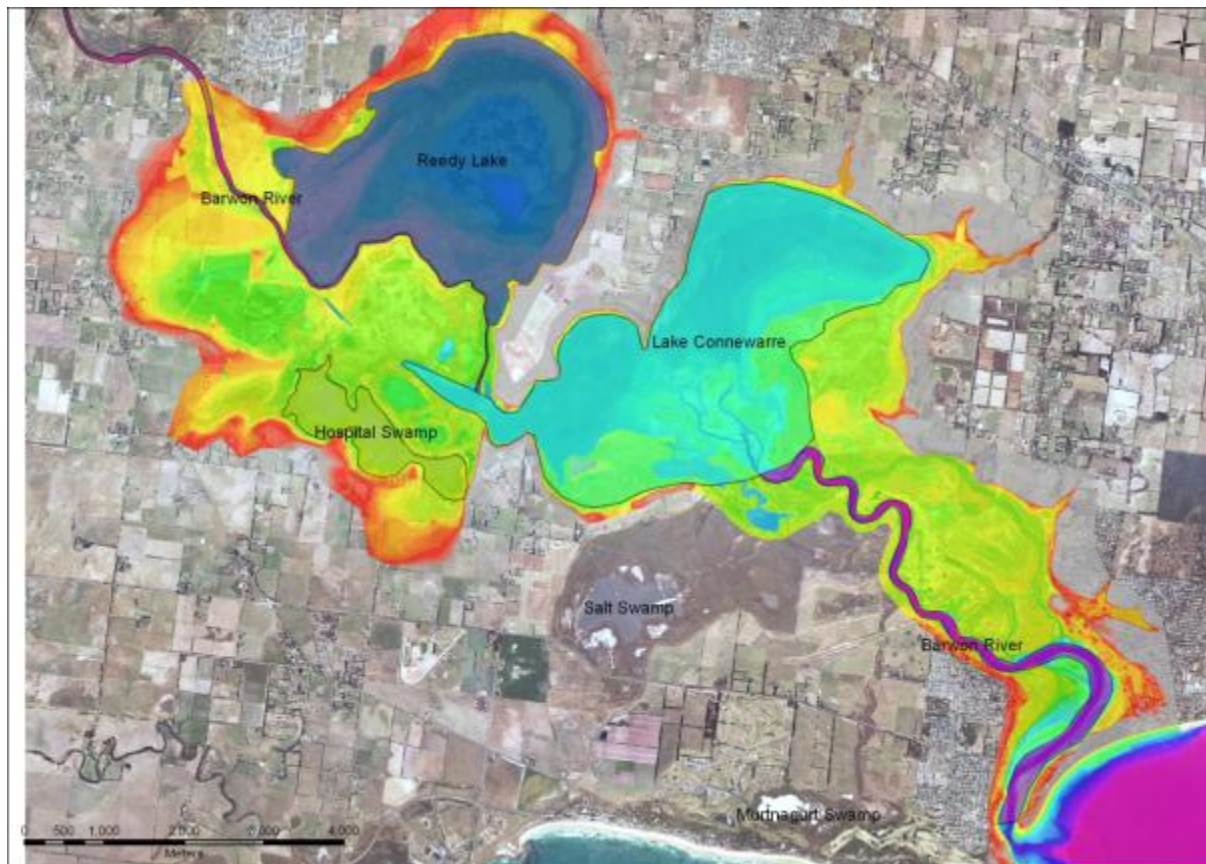 Reedy Lake
Barwon River
Lake Connewarre
Hospital Swamp
Salt Swamp
Barwon River
Murtnagurt Swamp
0 500 1,000 2,000 3,000 4,000
Meters